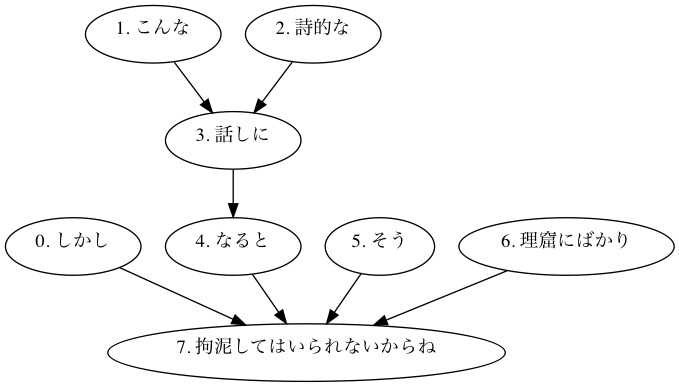 1. こんな
2. 詩的な
3. 話しに
0. しかし
4. なると
5. そう
6. 理窟にばかり
7. 拘泥してはいられないからね